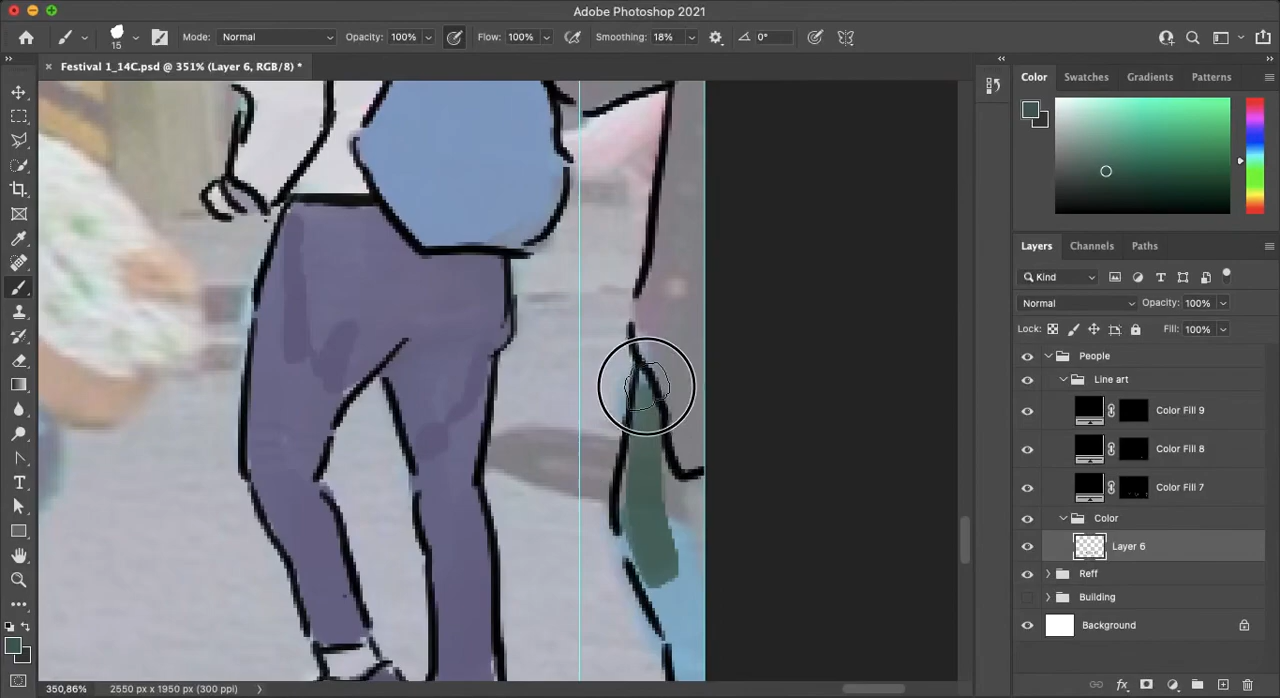 Adobe Photoshop 2021
15
Mode: Normal
Opacity: 100%
Flow: 100%
Smoothing: 18%
0°
Festival 1_14C.psd @ 351% (Layer 6, RGB/8) *
Color Swatches Gradients Patterns
Layers Channels Paths
Kind
Normal
Opacity: 100%
Lock:
Fill: 100%
People
Line art
Color Fill 9
Color Fill 8
Color Fill 7
Color
Layer 6
Reff
Building
Background
350,86%
2550 px x 1950 px (300 ppi)